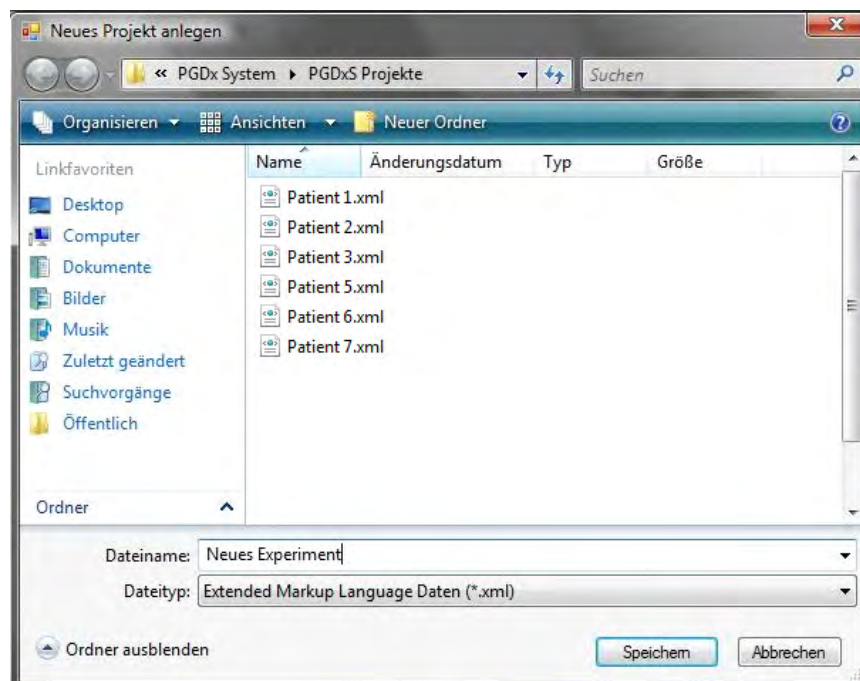 Neues Projekt anlegen
« PGDx System PGDxS Projekte Suchen
Organisieren Ansichten Neuer Ordner
Linkfavoriten
Desktop
Computer
Dokumente
Bilder
Musik
Zuletzt geändert
Suchvorgänge
Öffentlich
Ordner
Name Änderungsdatum Typ Größe
Patient 1.xml
Patient 2.xml
Patient 3.xml
Patient 5.xml
Patient 6.xml
Patient 7.xml
Dateiname: Neues Experiment
Dateityp: Extended Markup Language Daten (*.xml)
Ordner ausblenden Speichern Abbrechen